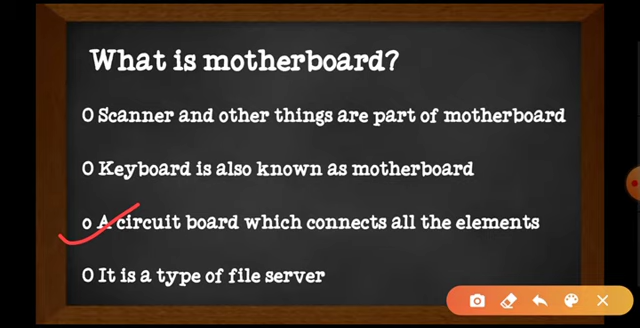 What is motherboard?
O Scanner and other things are part of motherboard
O Keyboard is also known as motherboard
o A circuit board which connects all the elements
O It is a type of file server